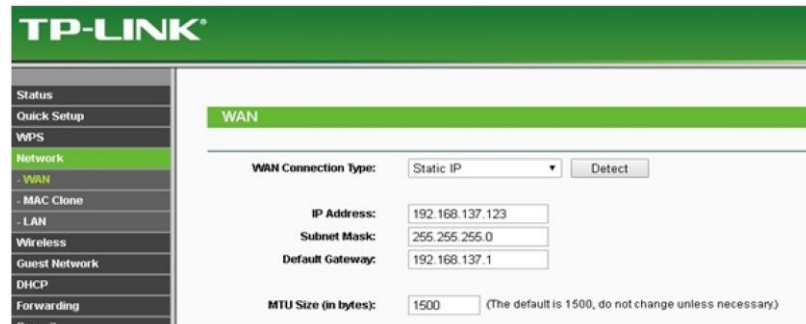 TP-LINK®
Status
Quick Setup
WPS
Network
- WAN
- MAC Clone
- LAN
Wireless
Guest Network
DHCP
Forwarding
WAN
WAN Connection Type: Static IP Detect
IP Address: 192.168.137.123
Subnet Mask: 255.255.255.0
Default Gateway: 192.168.137.1
MTU Size (in bytes): 1500 (The default is 1500, do not change unless necessary.)